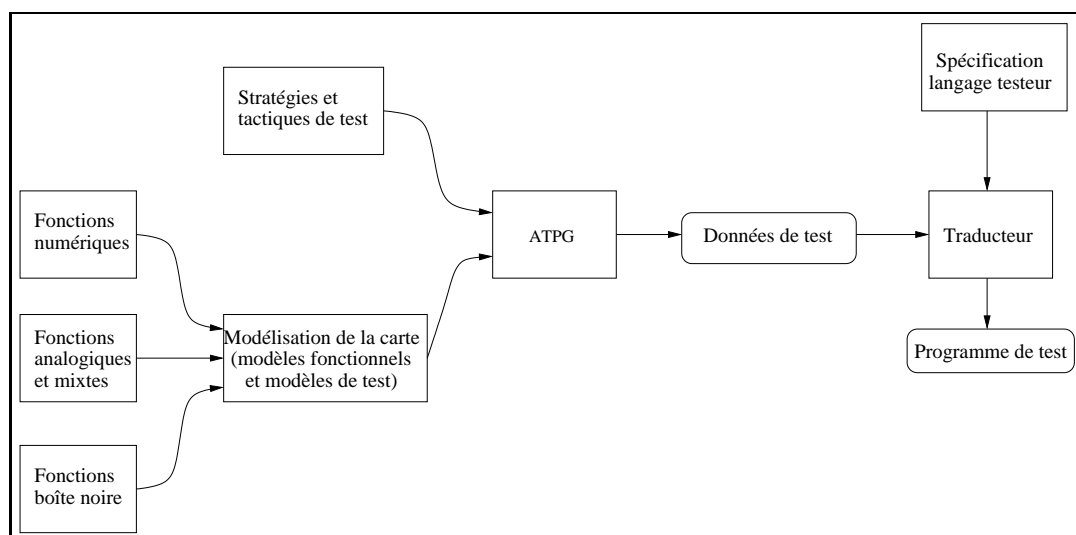 Spécification
langage testeur
Stratégies et
tactiques de test
Fonctions
numériques
ATPG
Données de test
Traducteur
Fonctions
analogiques
et mixtes
Modélisation de la carte
(modèles fonctionnels
et modèles de test)
Programme de test
Fonctions
boîte noire